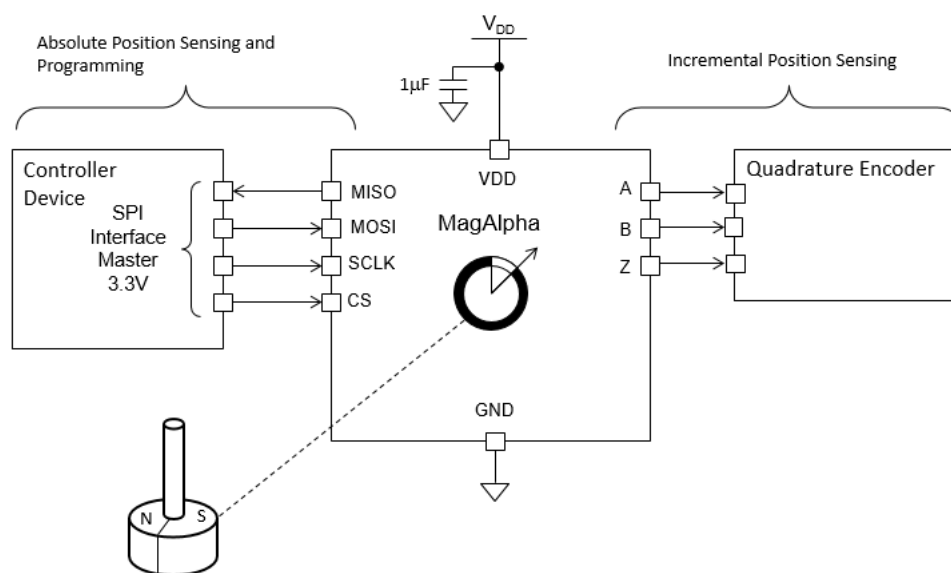 Absolute Position Sensing and
Programming
V_DD
1µF
Incremental Position Sensing
Controller
Device
SPI
Interface
Master
3.3V
MISO
MOSI
SCLK
CS
VDD
MagAlpha
GND
A
B
Z
Quadrature Encoder
N
S